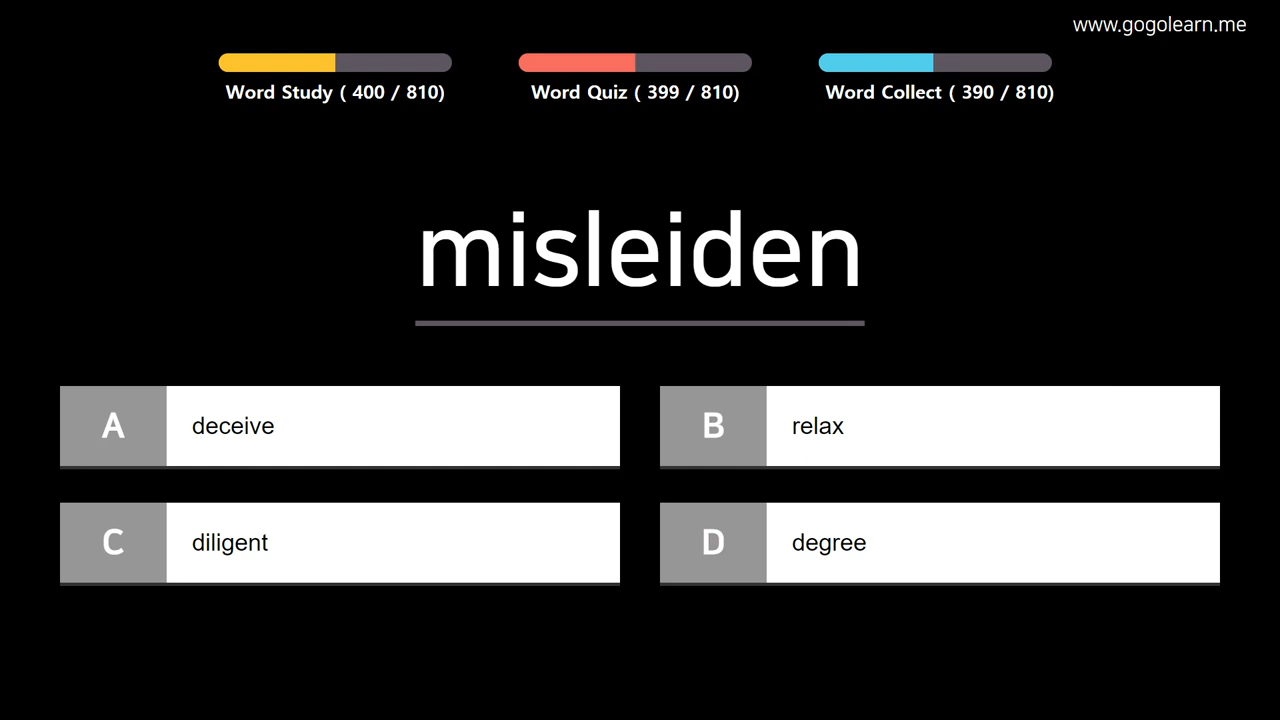 www.gogolearn.me
Word Study ( 400 / 810)
Word Quiz ( 399 / 810)
Word Collect ( 390 / 810)
misleiden
A deceive
B relax
C diligent
D degree